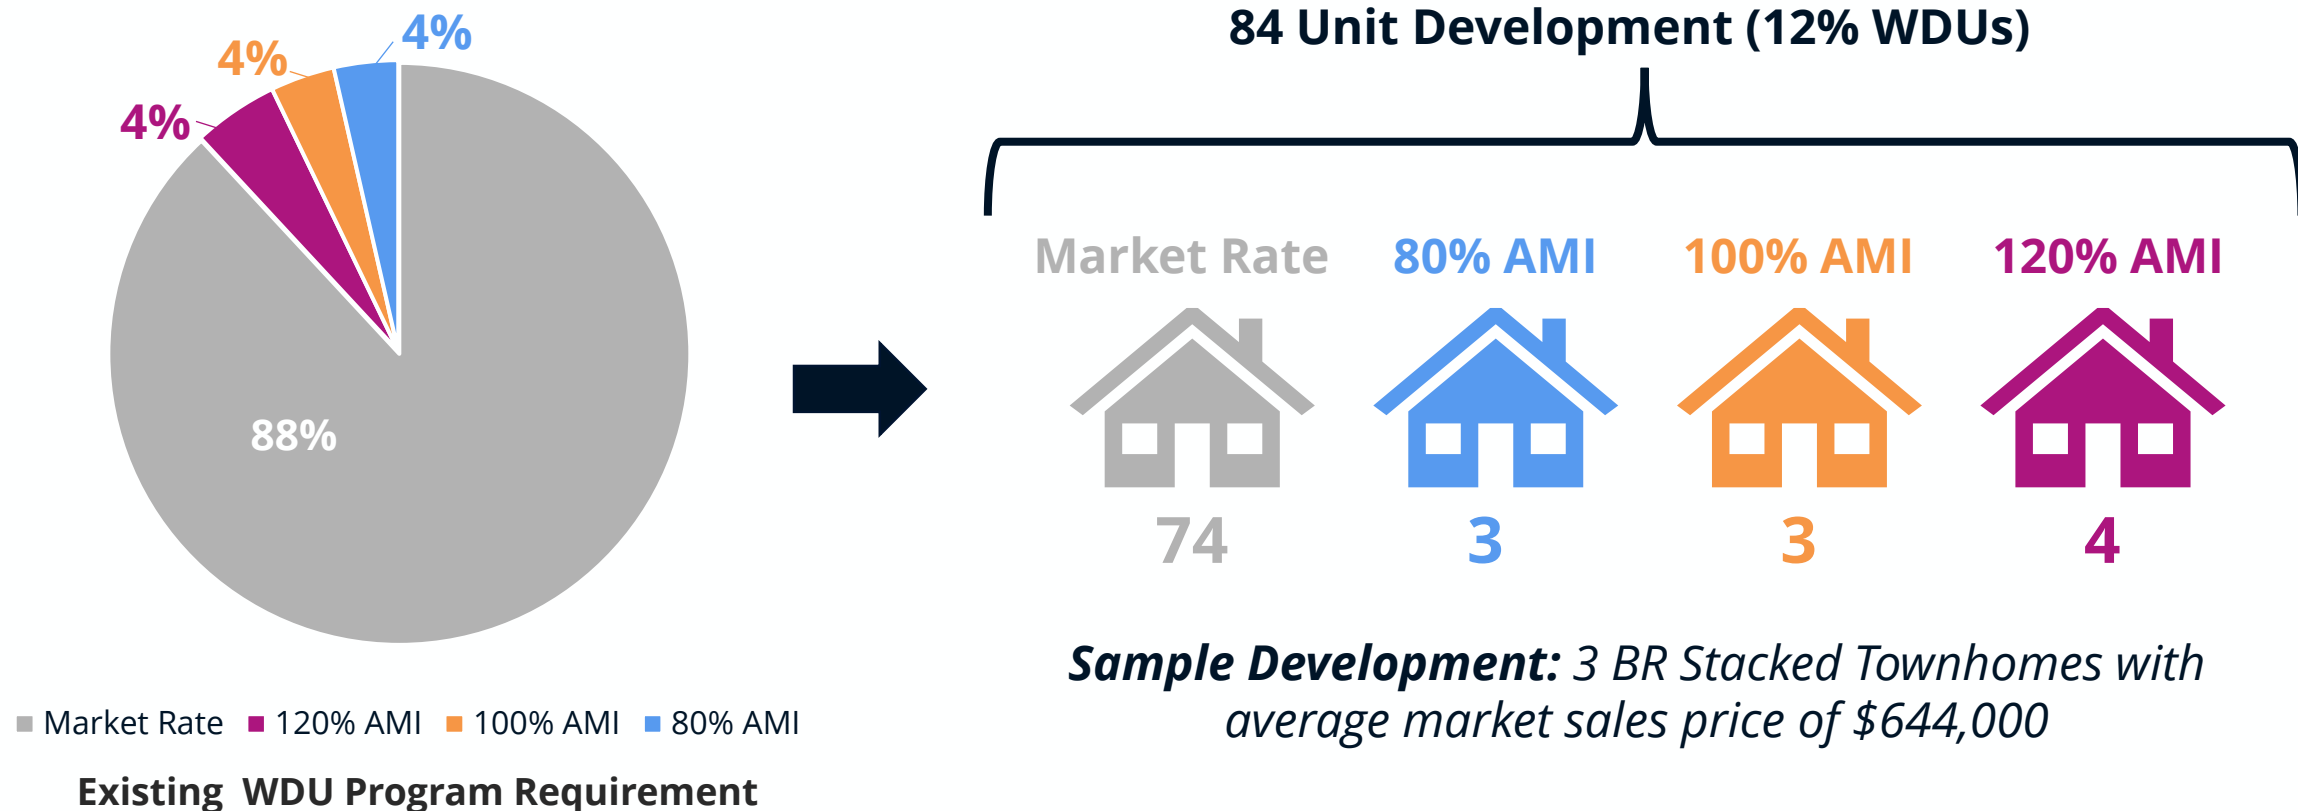 4%
4%
4%
88%
Market Rate 120% AMI 100% AMI 80% AMI
Existing WDU Program Requirement
84 Unit Development (12% WDUs)
Market Rate 80% AMI 100% AMI 120% AMI
74 3 3 4
Sample Development: 3 BR Stacked Townhomes with
average market sales price of $644,000